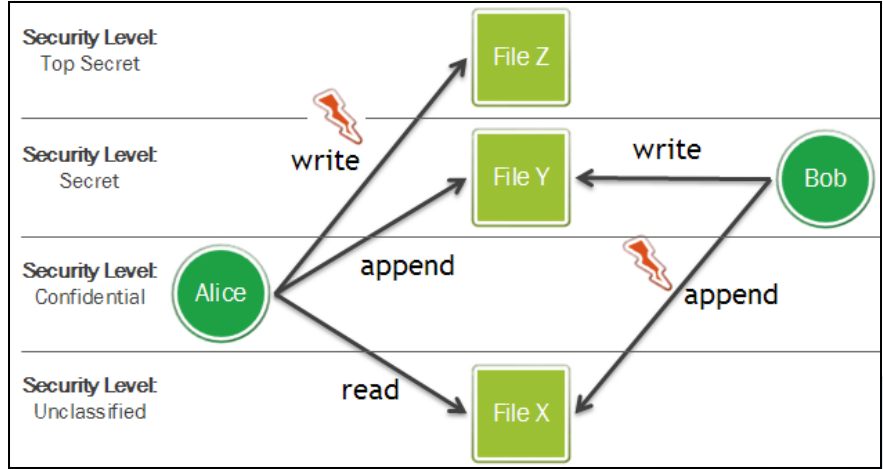 Security Level:
Top Secret
File Z
write
Security Level:
Secret
File Y
write
Bob
Security Level:
Confidential
Alice
append
append
Security Level:
Unclassified
read
File X